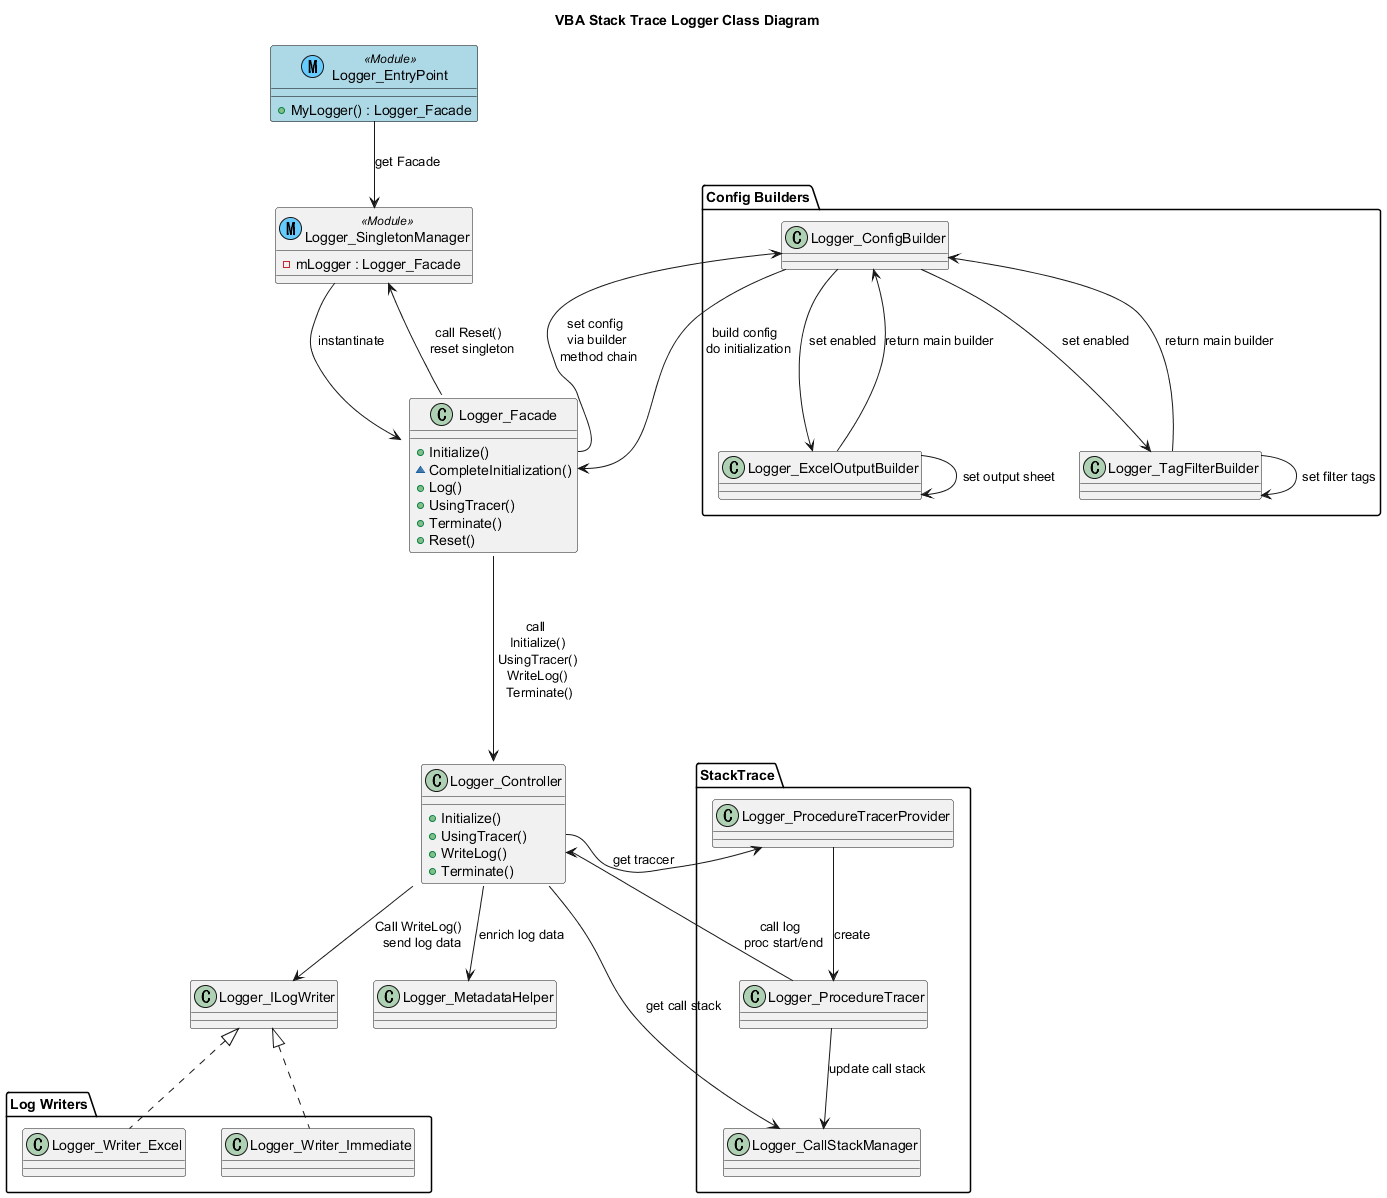 VBA Stack Trace Logger Class Diagram
M
«Module»
Logger_EntryPoint
MyLogger() : Logger_Facade
get Facade
M
«Module»
Logger_SingletonManager
mLogger : Logger_Facade
instantinate
call Reset()
reset singleton
set config
via builder
method chain
build config
do initialization
Config Builders
C
Logger_ConfigBuilder
set enabled
return main builder
set enabled
return main builder
C
Logger_ExcelOutputBuilder
set output sheet
C
Logger_TagFilterBuilder
set filter tags
C
Logger_Facade
Initialize()
CompleteInitialization()
Log()
UsingTracer()
Terminate()
Reset()
call
Initialize()
UsingTracer()
WriteLog()
Terminate()
C
Logger_Controller
Initialize()
UsingTracer()
WriteLog()
Terminate()
get traccer
StackTrace
C
Logger_ProcedureTracerProvider
call log
proc start/end
create
Call WriteLog()
send log data
enrich log data
get call stack
C
Logger_ILogWriter
C
Logger_MetadataHelper
C
Logger_ProcedureTracer
update call stack
Log Writers
C
Logger_Writer_Excel
C
Logger_Writer_Immediate
C
Logger_CallStackManager